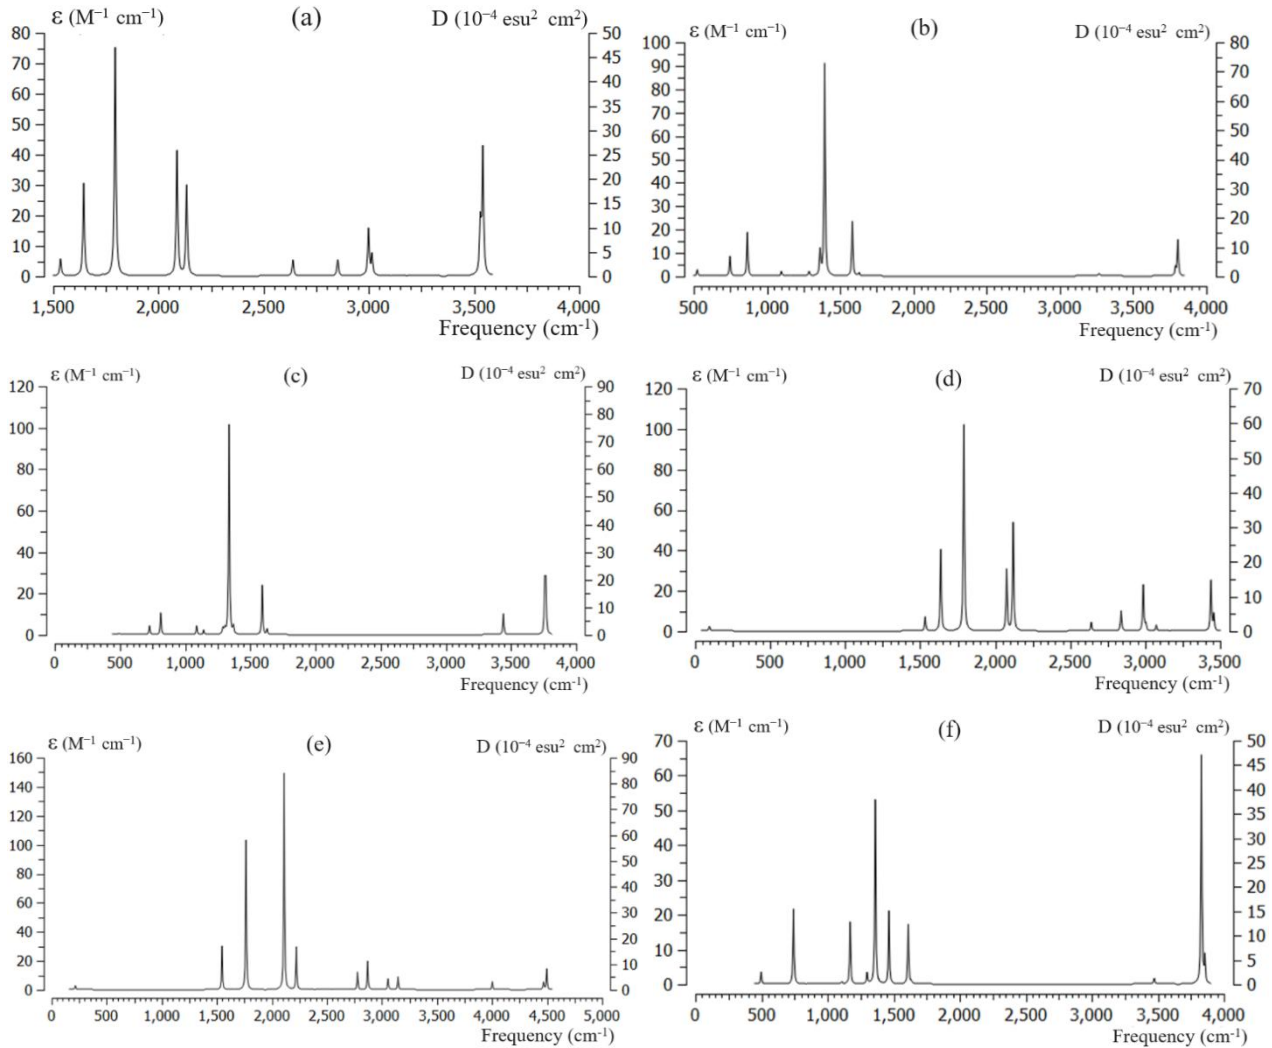 ε (M⁻¹ cm⁻¹) (a) D (10⁻⁴ esu² cm²)
80 70 60 50 40 30 20 10 0
50 45 40 35 30 25 20 15 10 5 0
1,500 2,000 2,500 3,000 3,500 4,000
Frequency (cm⁻¹)
ε (M⁻¹ cm⁻¹) (b) D (10⁻⁴ esu² cm²)
100 90 80 70 60 50 40 30 20 10 0
80 70 60 50 40 30 20 10 0
500 1,000 1,500 2,000 2,500 3,000 3,500 4,000
Frequency (cm⁻¹)
ε (M⁻¹ cm⁻¹) (c) D (10⁻⁴ esu² cm²)
120 100 80 60 40 20 0
90 80 70 60 50 40 30 20 10 0
0 500 1,000 1,500 2,000 2,500 3,000 3,500 4,000
Frequency (cm⁻¹)
ε (M⁻¹ cm⁻¹) (d) D (10⁻⁴ esu² cm²)
120 100 80 60 40 20 0
70 60 50 40 30 20 10 0
0 500 1,000 1,500 2,000 2,500 3,000 3,500
Frequency (cm⁻¹)
ε (M⁻¹ cm⁻¹) (e) D (10⁻⁴ esu² cm²)
160 140 120 100 80 60 40 20 0
90 80 70 60 50 40 30 20 10 0
0 500 1,000 1,500 2,000 2,500 3,000 3,500 4,000 4,500 5,000
Frequency (cm⁻¹)
ε (M⁻¹ cm⁻¹) (f) D (10⁻⁴ esu² cm²)
70 60 50 40 30 20 10 0
50 45 40 35 30 25 20 15 10 5 0
0 500 1,000 1,500 2,000 2,500 3,000 3,500 4,000
Frequency (cm⁻¹)